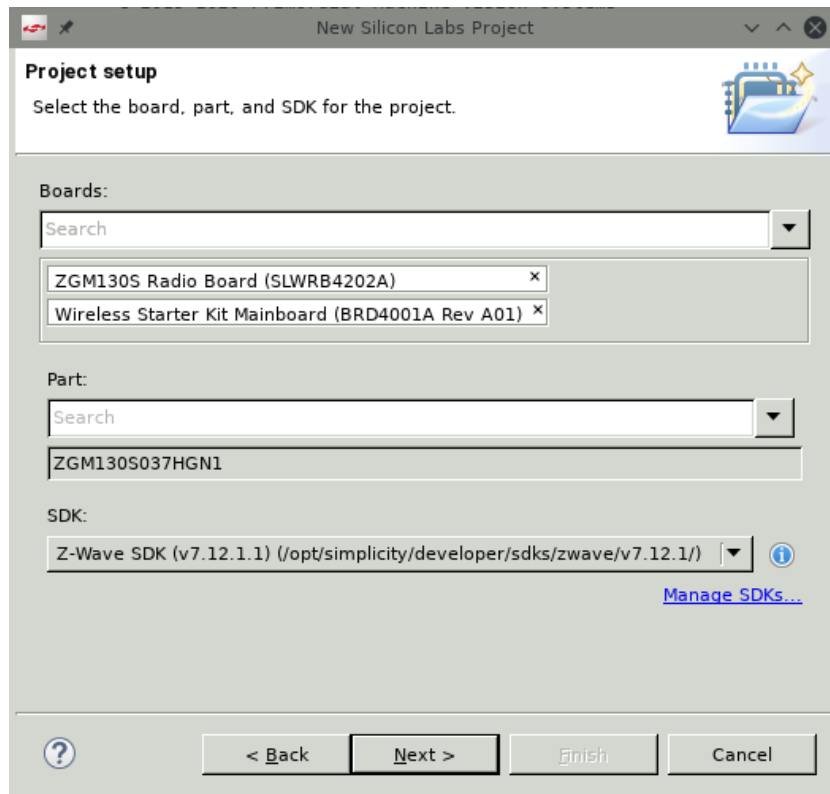 New Silicon Labs Project
Project setup
Select the board, part, and SDK for the project.
Boards:
Search
ZGM130S Radio Board (SLWRB4202A) ×
Wireless Starter Kit Mainboard (BRD4001A Rev A01) ×
Part:
Search
ZGM130S037HGN1
SDK:
Z-Wave SDK (v7.12.1.1) (/opt/simplicity/developer/sdks/zwave/v7.12.1/)
Manage SDKs...
< Back Next > Finish Cancel